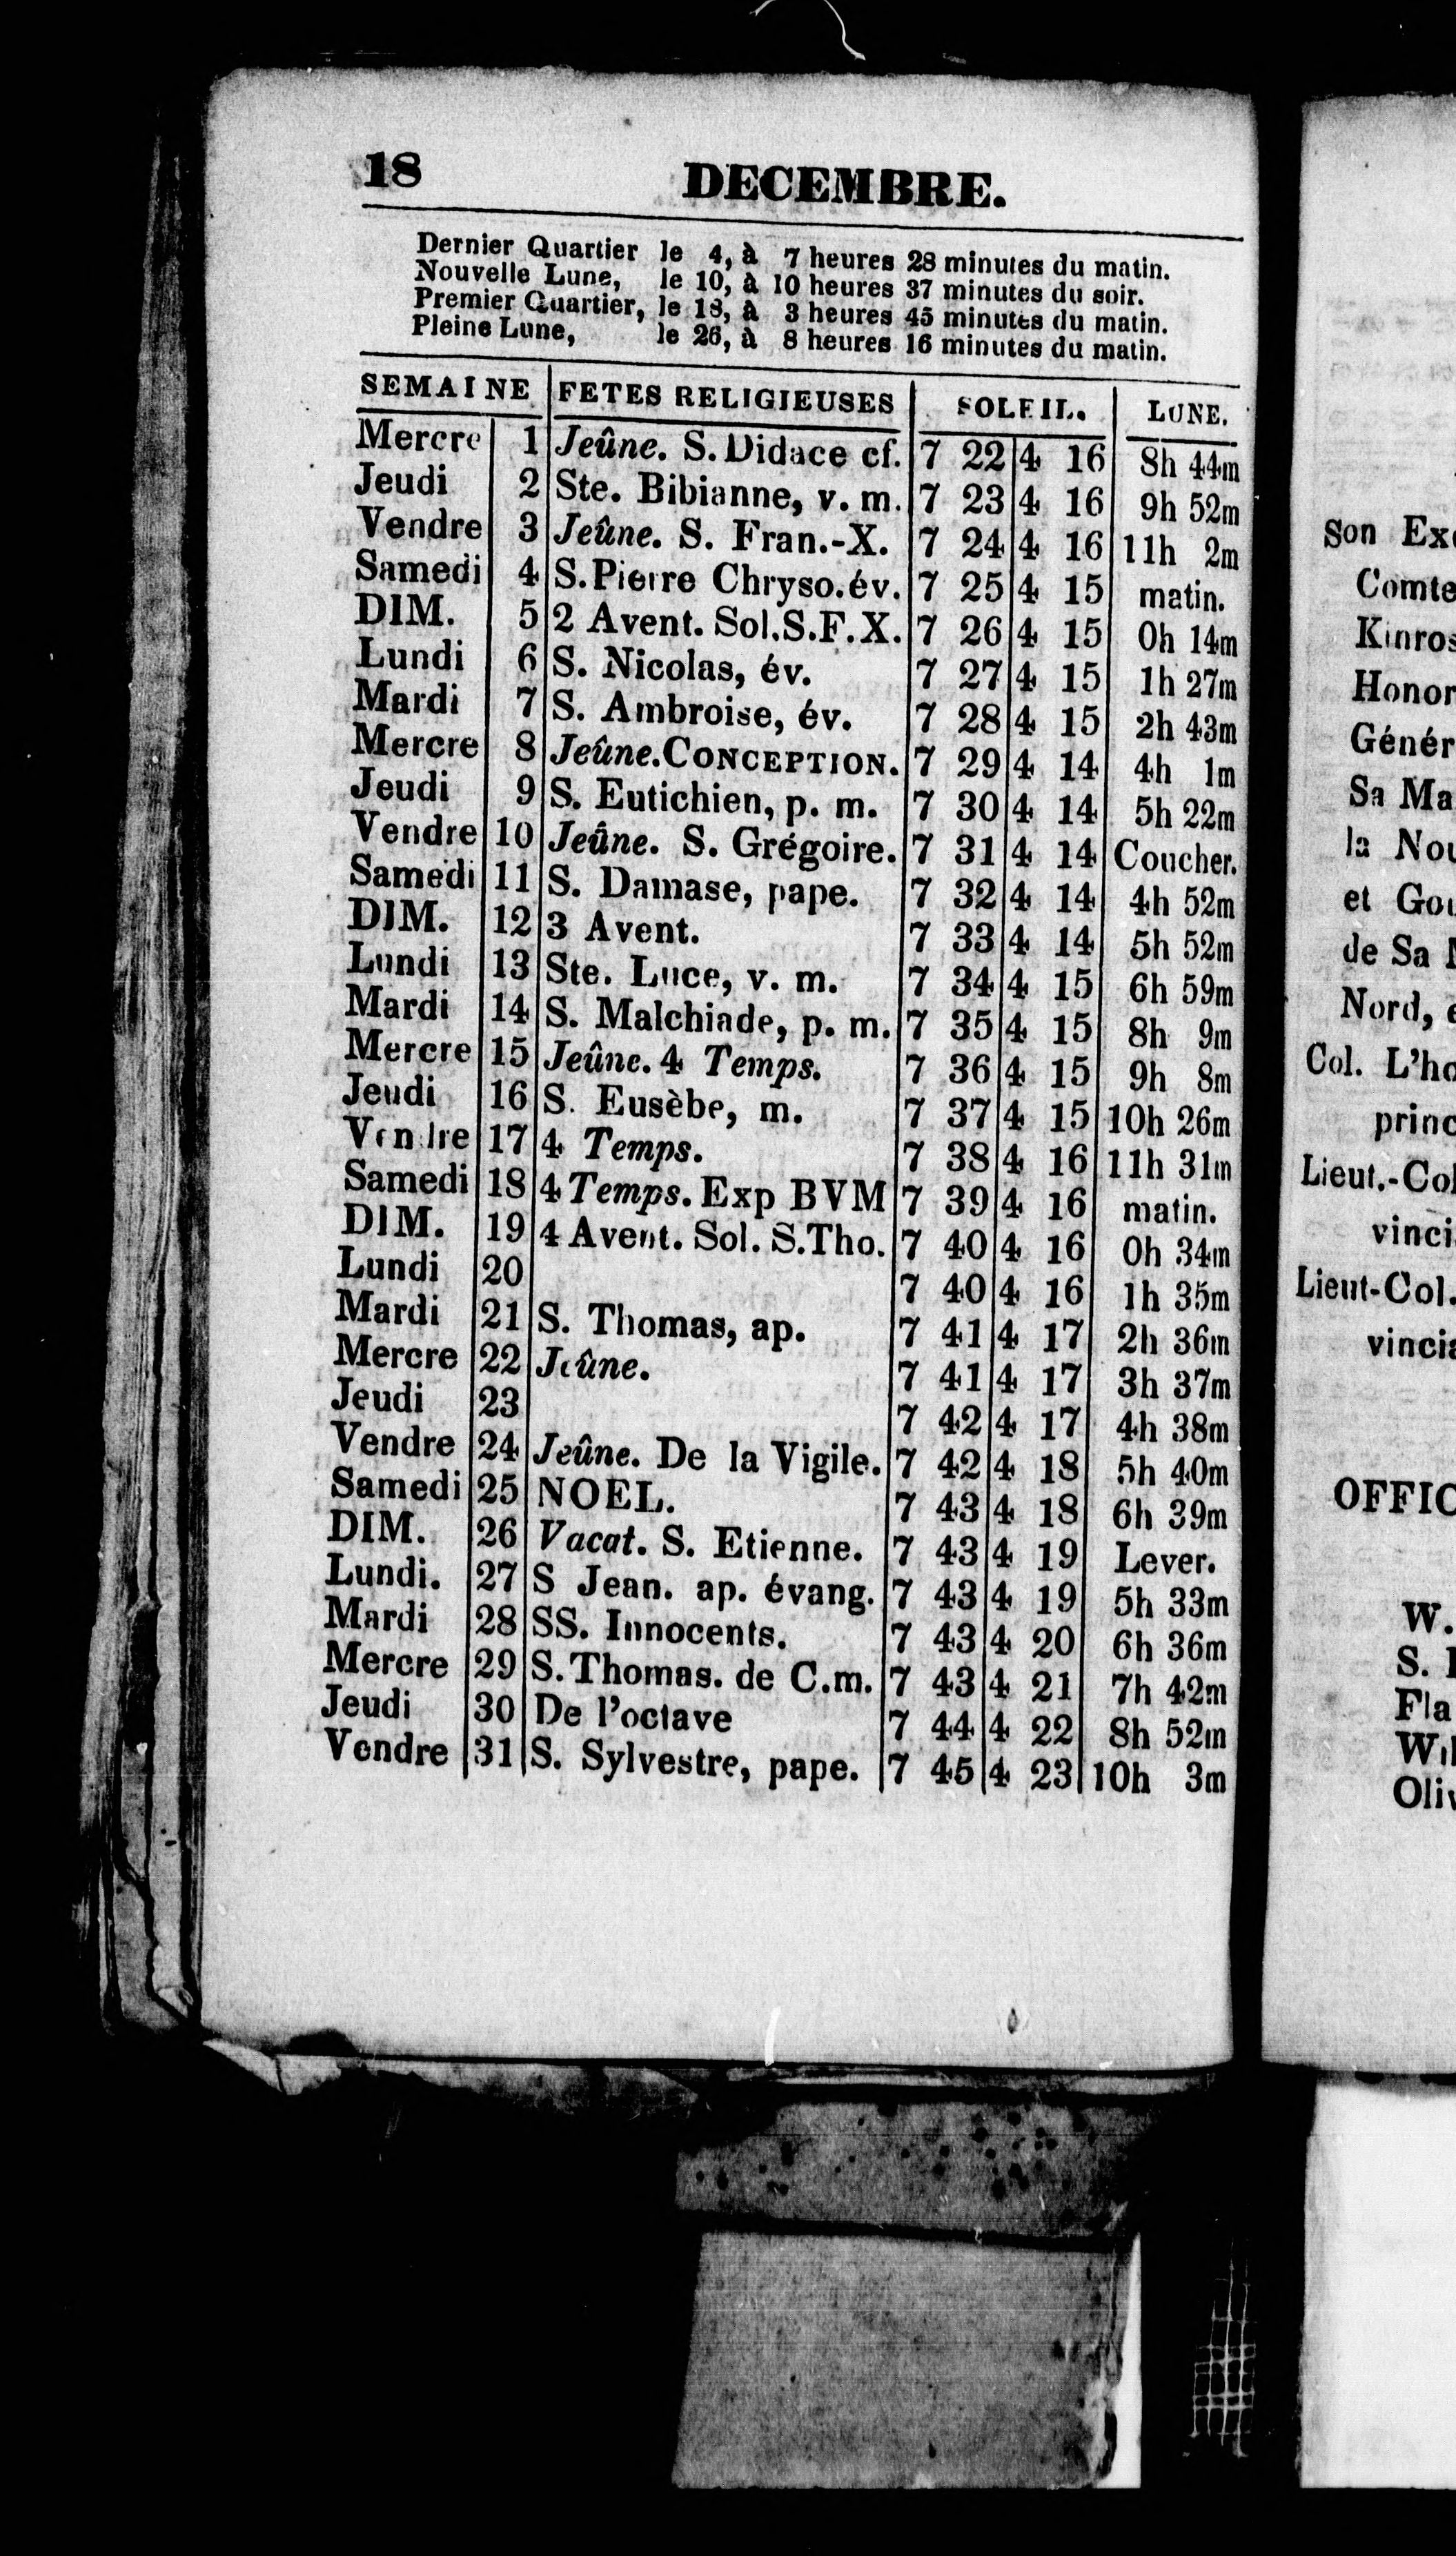 18 DECEMBRE.
Dernier Quartier le 4, à 7 heures 28 minutes du matin.
Nouvelle Lune, le 10, à 10 heures 37 minutes du soir.
Premier Quartier, le 18, à 3 heures 45 minutes du matin.
Pleine Lune, le 26, à 8 heures 16 minutes du matin.
SEMAINE FETES RELIGIEUSES SOLEIL. LUNE.
Mercre 1 Jeûne. S. Didace cf. 7 22 4 16 8h 44m
Jeudi 2 Ste. Bibianne, v. m. 7 23 4 16 9h 52m
Vendre 3 Jeûne. S. Fran.-X. 7 24 4 16 11h 2m
Samedi 4 S. Pierre Chryso. év. 7 25 4 15 matin.
DIM. 5 2 Avent. Sol. S. F. X. 7 26 4 15 0h 14m
Lundi 6 S. Nicolas, év. 7 27 4 15 1h 27m
Mardi 7 S. Ambroise, év. 7 28 4 15 2h 43m
Mercre 8 Jeûne. CONCEPTION. 7 29 4 14 4h 1m
Jeudi 9 S. Eutichien, p. m. 7 30 4 14 5h 22m
Vendre 10 Jeûne. S. Grégoire. 7 31 4 14 Coucher.
Samedi 11 S. Damase, pape. 7 32 4 14 4h 52m
DIM. 12 3 Avent. 7 33 4 14 5h 52m
Lundi 13 Ste. Luce, v. m. 7 34 4 15 6h 59m
Mardi 14 S. Malchiade, p. m. 7 35 4 15 8h 9m
Mercre 15 Jeûne. 4 Temps. 7 36 4 15 9h 8m
Jeudi 16 S. Eusèbe, m. 7 37 4 15 10h 26m
Vendre 17 4 Temps. 7 38 4 16 11h 31m
Samedi 18 4 Temps. Exp BVM 7 39 4 16 matin.
DIM. 19 4 Avent. Sol. S. Tho. 7 40 4 16 0h 34m
Lundi 20 7 40 4 16 1h 35m
Mardi 21 S. Thomas, ap. 7 41 4 17 2h 36m
Mercre 22 Jeûne. 7 41 4 17 3h 37m
Jeudi 23 7 42 4 17 4h 38m
Vendre 24 Jeûne. De la Vigile. 7 42 4 18 5h 40m
Samedi 25 NOEL. 7 43 4 18 6h 39m
DIM. 26 Vacat. S. Etienne. 7 43 4 19 Lever.
Lundi. 27 S Jean. ap. évang. 7 43 4 19 5h 33m
Mardi 28 SS. Innocents. 7 43 4 20 6h 36m
Mercre 29 S. Thomas. de C. m. 7 43 4 21 7h 42m
Jeudi 30 De l'octave 7 44 4 22 8h 52m
Vendre 31 S. Sylvestre, pape. 7 45 4 23 10h 3m
Son Ex
Comte
Kinros
Honor
Génér
Sa Ma
la Nou
et Gou
de Sa
Nord,
Col. L'ho
princ
Lieut.-Col
vinci
Lieut-Col.
vincia
OFFIC
W.
S.
Fla
Wil
Oliv